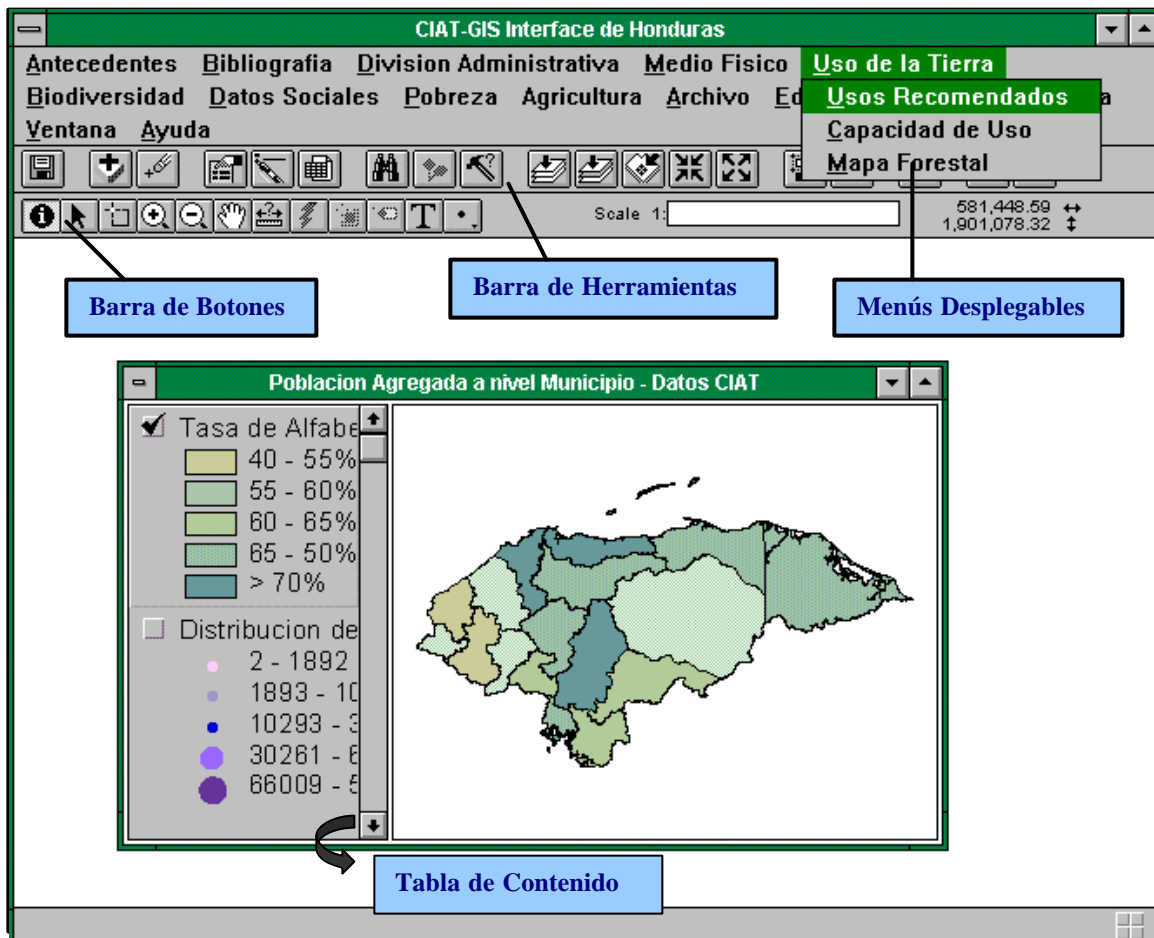 CIAT-GIS Interface de Honduras
Antecedentes Bibliografia Division Administrativa Medio Fisico Uso de la Tierra
Biodiversidad Datos Sociales Pobreza Agricultura Archivo Ed
Usos Recomendados
Ventana Ayuda
Capacidad de Uso
Mapa Forestal
T
Scale 1:
581,448.59
1,901,078.32
Barra de Botones
Barra de Herramientas
Menús Desplegables
Poblacion Agregada a nivel Municipio - Datos CIAT
Tasa de Alfabe
40 - 55%
55 - 60%
60 - 65%
65 - 50%
> 70%
Distribucion de
2 - 1892
1893 - 10
10293 - 3
30261 - 6
66009 - 5
Tabla de Contenido